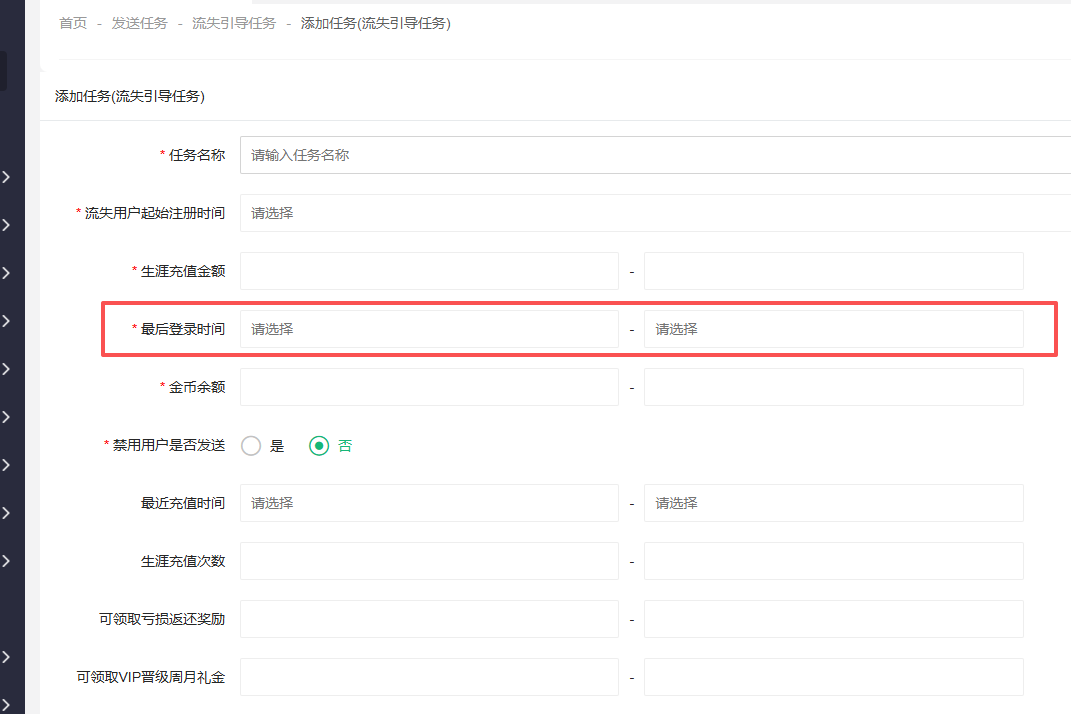 首页 - 发送任务 - 流失引导任务 - 添加任务(流失引导任务)
添加任务(流失引导任务)
* 任务名称 请输入任务名称
* 流失用户起始注册时间 请选择
* 生涯充值金额 -
* 最后登录时间 请选择 - 请选择
* 金币余额 -
* 禁用用户是否发送 是 否
最近充值时间 请选择 - 请选择
生涯充值次数 -
可领取亏损返还奖励 -
可领取VIP晋级周月礼金 -